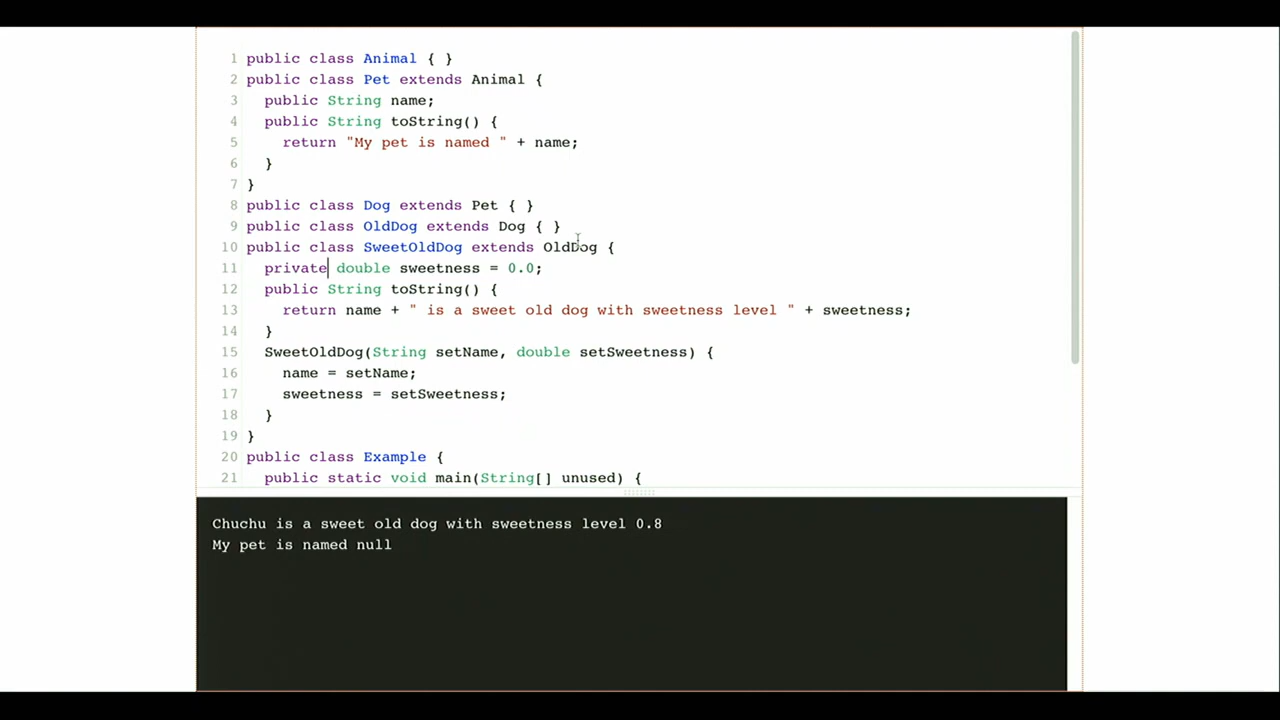 1 public class Animal { }
2 public class Pet extends Animal {
3 public String name;
4 public String toString() {
5 return "My pet is named " + name;
6 }
7 }
8 public class Dog extends Pet { }
9 public class OldDog extends Dog { }
10 public class SweetOldDog extends OldDog {
11 private double sweetness = 0.0;
12 public String toString() {
13 return name + " is a sweet old dog with sweetness level " + sweetness;
14 }
15 SweetOldDog(String setName, double setSweetness) {
16 name = setName;
17 sweetness = setSweetness;
18 }
19 }
20 public class Example {
21 public static void main(String[] unused) {
Chuchu is a sweet old dog with sweetness level 0.8
My pet is named null